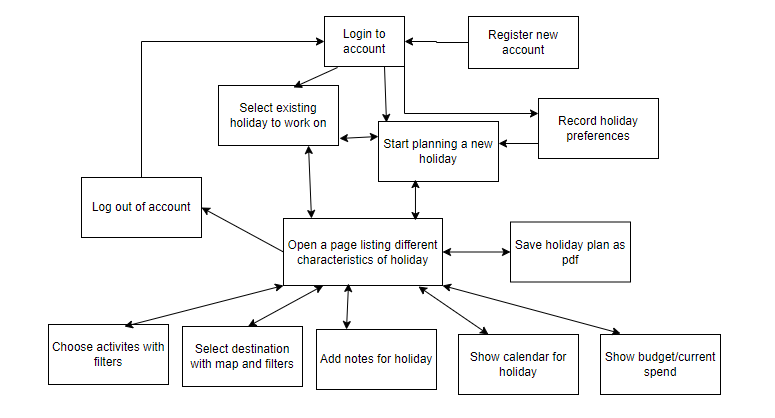 Login to
account
Register new
account
Select existing
holiday to work on
Record holiday
preferences
Start planning a new
holiday
Log out of account
Open a page listing different
characteristics of holiday
Save holiday plan as
pdf
Choose activites with
filters
Select destination
with map and filters
Add notes for holiday
Show calendar for
holiday
Show budget/current
spend